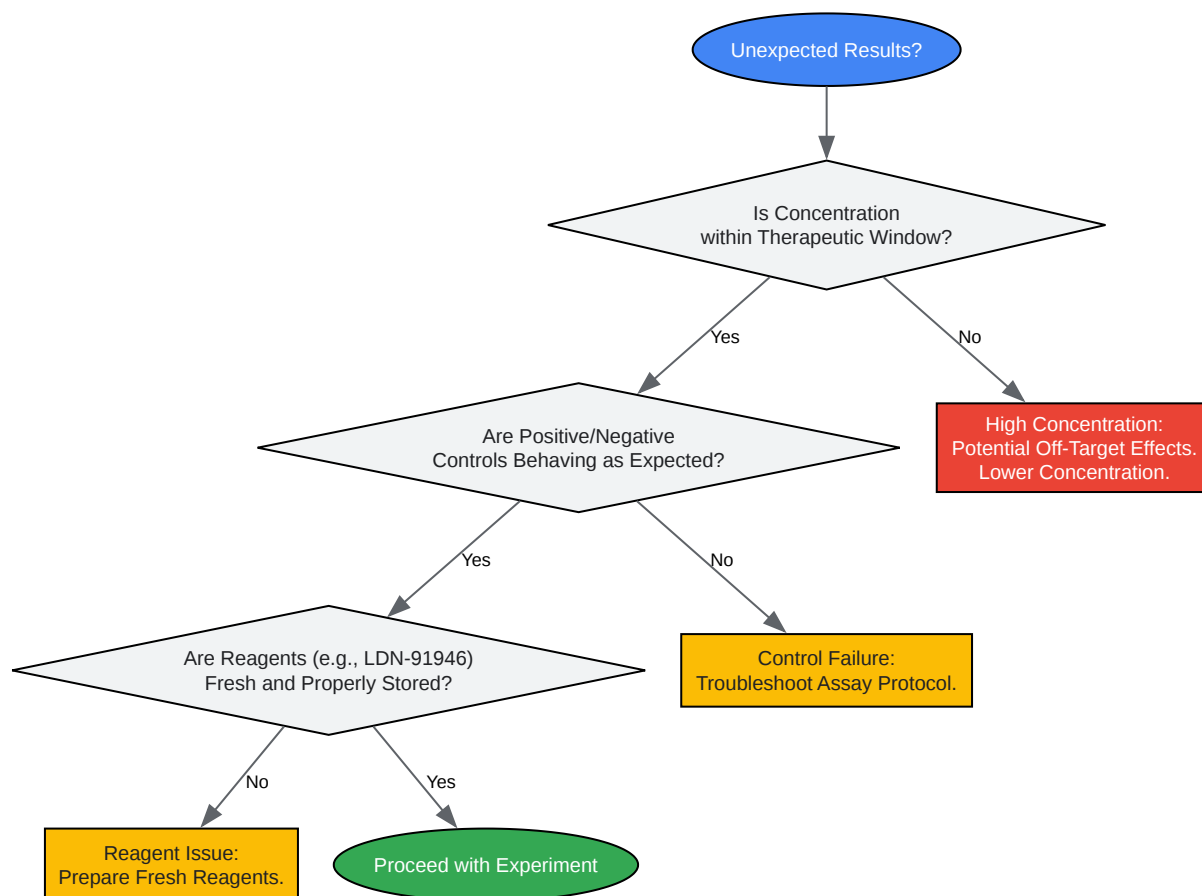 Unexpected Results?
Is Concentration
within Therapeutic Window?
Yes
No
High Concentration:
Potential Off-Target Effects.
Lower Concentration.
Are Positive/Negative
Controls Behaving as Expected?
Yes
No
Control Failure:
Troubleshoot Assay Protocol.
Are Reagents (e.g., LDN-91946)
Fresh and Properly Stored?
No
Yes
Reagent Issue:
Prepare Fresh Reagents.
Proceed with Experiment